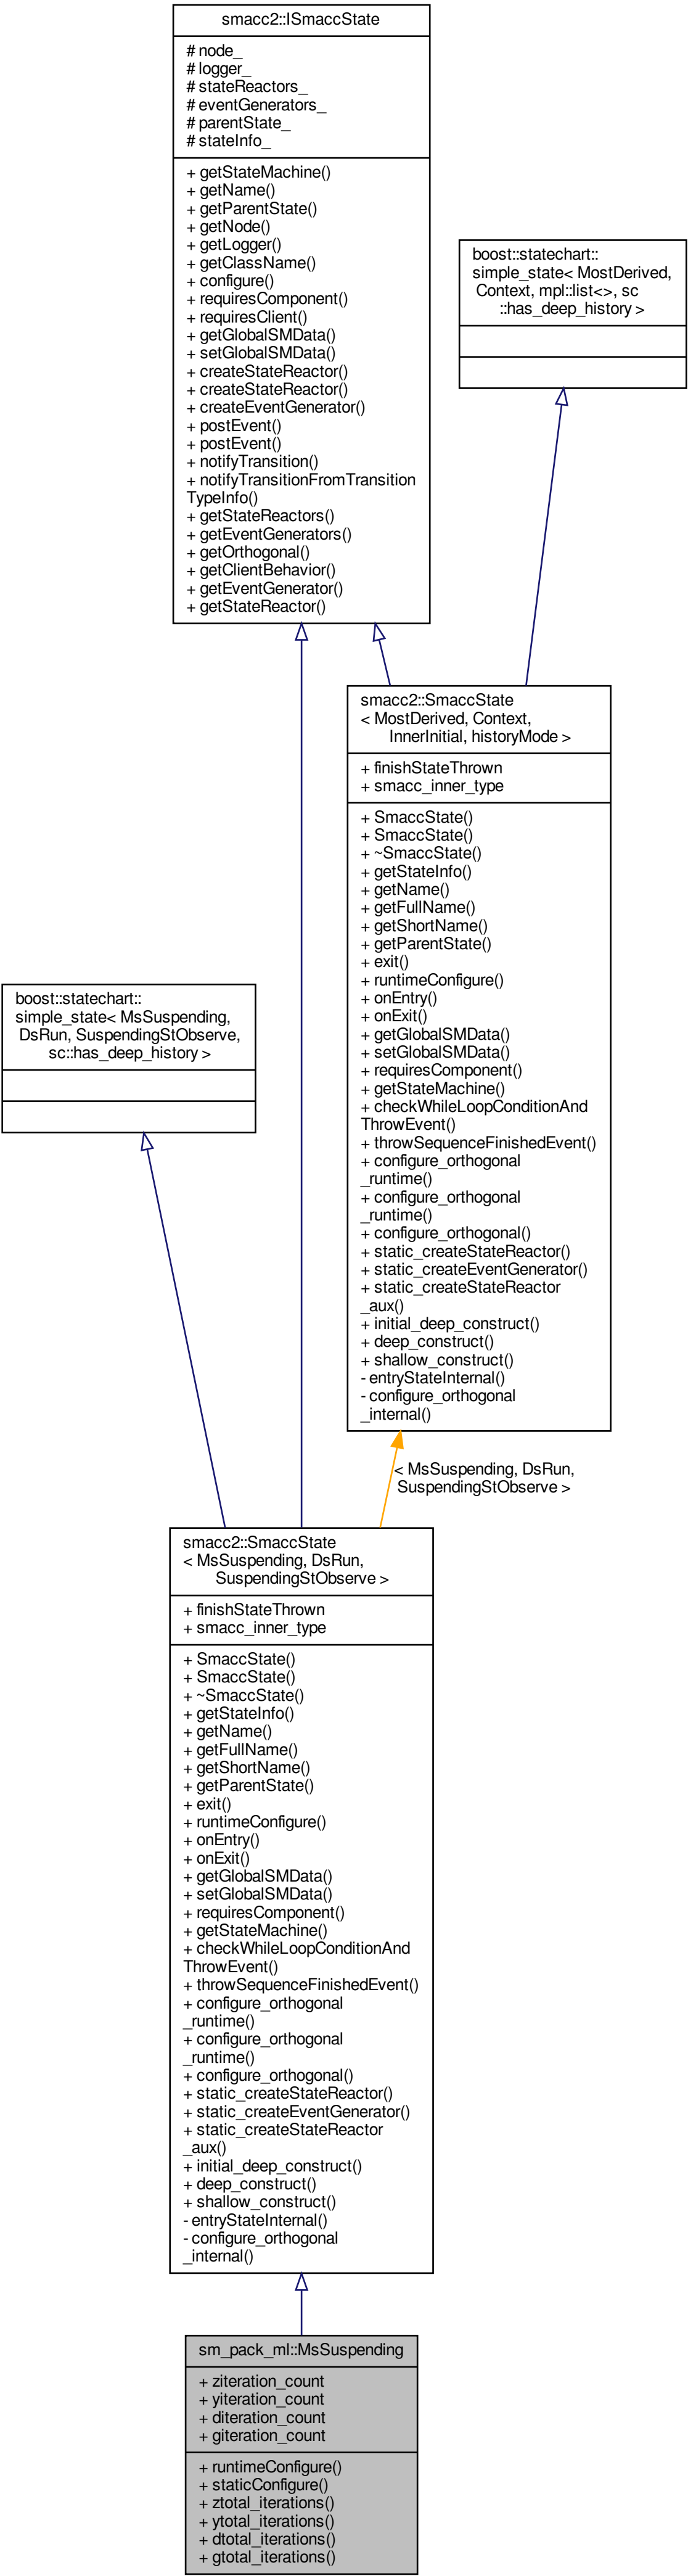 smacc2::ISmaccState
# node_
# logger_
# stateReactors_
# eventGenerators_
# parentState_
# stateInfo_
+ getStateMachine()
+ getName()
+ getParentState()
+ getNode()
+ getLogger()
+ getClassName()
+ configure()
+ requiresComponent()
+ requiresClient()
+ getGlobalSMData()
+ setGlobalSMData()
+ createStateReactor()
+ createStateReactor()
+ createEventGenerator()
+ postEvent()
+ postEvent()
+ notifyTransition()
+ notifyTransitionFromTransition
TypeInfo()
+ getStateReactors()
+ getEventGenerators()
+ getOrthogonal()
+ getClientBehavior()
+ getEventGenerator()
+ getStateReactor()
boost::statechart::
simple_state< MostDerived,
Context, mpl::list<>, sc
::has_deep_history >
smacc2::SmaccState
< MostDerived, Context,
InnerInitial, historyMode >
+ finishStateThrown
+ smacc_inner_type
+ SmaccState()
+ SmaccState()
+ ~SmaccState()
+ getStateInfo()
+ getName()
+ getFullName()
+ getShortName()
+ getParentState()
+ exit()
+ runtimeConfigure()
+ onEntry()
+ onExit()
+ getGlobalSMData()
+ setGlobalSMData()
+ requiresComponent()
+ getStateMachine()
+ checkWhileLoopConditionAnd
ThrowEvent()
+ throwSequenceFinishedEvent()
+ configure_orthogonal
_runtime()
+ configure_orthogonal
_runtime()
+ configure_orthogonal()
+ static_createStateReactor()
+ static_createEventGenerator()
+ static_createStateReactor
_aux()
+ initial_deep_construct()
+ deep_construct()
+ shallow_construct()
- entryStateInternal()
- configure_orthogonal
_internal()
boost::statechart::
simple_state< MsSuspending,
DsRun, SuspendingStObserve,
sc::has_deep_history >
< MsSuspending, DsRun,
SuspendingStObserve >
smacc2::SmaccState
< MsSuspending, DsRun,
SuspendingStObserve >
+ finishStateThrown
+ smacc_inner_type
+ SmaccState()
+ SmaccState()
+ ~SmaccState()
+ getStateInfo()
+ getName()
+ getFullName()
+ getShortName()
+ getParentState()
+ exit()
+ runtimeConfigure()
+ onEntry()
+ onExit()
+ getGlobalSMData()
+ setGlobalSMData()
+ requiresComponent()
+ getStateMachine()
+ checkWhileLoopConditionAnd
ThrowEvent()
+ throwSequenceFinishedEvent()
+ configure_orthogonal
_runtime()
+ configure_orthogonal
_runtime()
+ configure_orthogonal()
+ static_createStateReactor()
+ static_createEventGenerator()
+ static_createStateReactor
_aux()
+ initial_deep_construct()
+ deep_construct()
+ shallow_construct()
- entryStateInternal()
- configure_orthogonal
_internal()
sm_pack_ml::MsSuspending
+ ziteration_count
+ yiteration_count
+ diteration_count
+ giteration_count
+ runtimeConfigure()
+ staticConfigure()
+ ztotal_iterations()
+ ytotal_iterations()
+ dtotal_iterations()
+ gtotal_iterations()